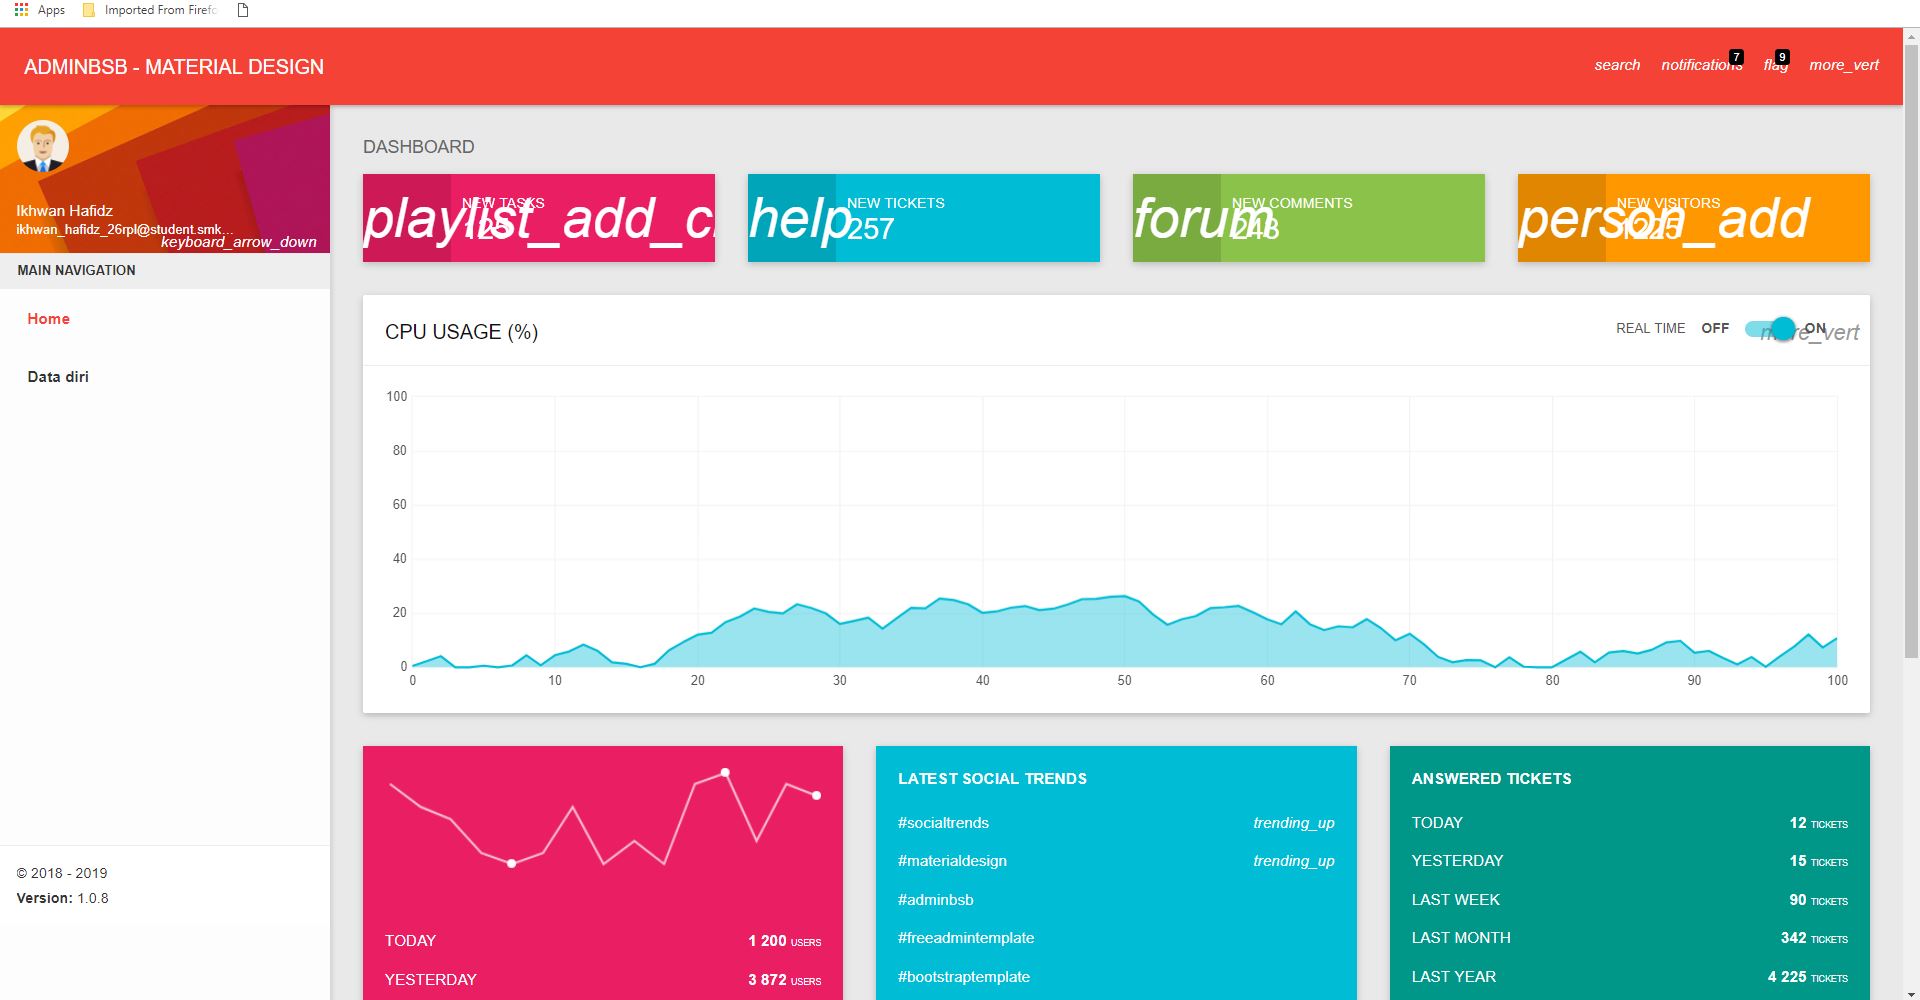 Apps Imported From Firefo
ADMINBSB - MATERIAL DESIGN
search notifications 7 flag 9 more_vert
Ikhwan Hafidz
ikhwan_hafidz_26rpl@student.smk...
keyboard_arrow_down
MAIN NAVIGATION
Home
Data diri
© 2018 - 2019
Version: 1.0.8
DASHBOARD
playlist_add_c
NEW TASKS
125
help
NEW TICKETS
257
forum
NEW COMMENTS
243
person_add
NEW VISITORS
1225
CPU USAGE (%)
REAL TIME OFF ON
more_vert
100
80
60
40
20
0
0 10 20 30 40 50 60 70 80 90 100
TODAY 1 200 USERS
YESTERDAY 3 872 USERS
LATEST SOCIAL TRENDS
#socialtrends trending_up
#materialdesign trending_up
#adminbsb
#freeadmintemplate
#bootstraptemplate
ANSWERED TICKETS
TODAY 12 TICKETS
YESTERDAY 15 TICKETS
LAST WEEK 90 TICKETS
LAST MONTH 342 TICKETS
LAST YEAR 4 225 TICKETS